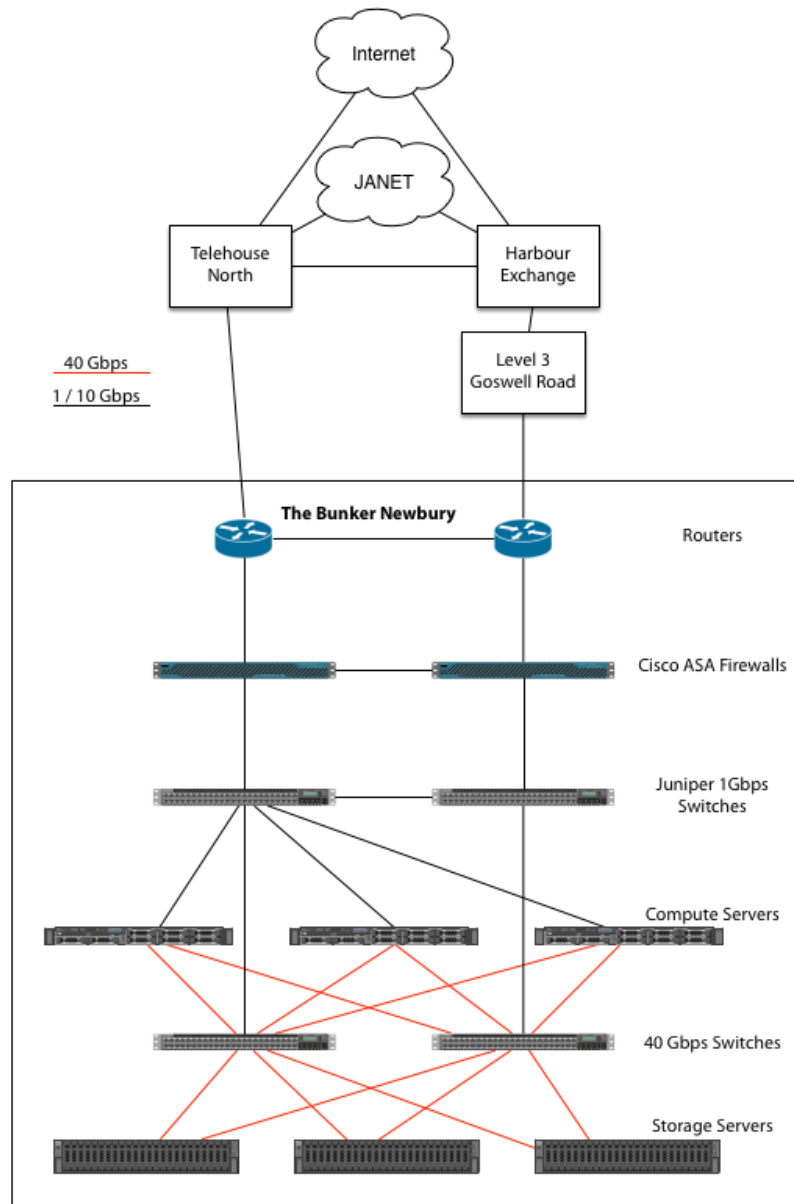 Internet
JANET
Telehouse
North
Harbour
Exchange
Level 3
Goswell Road
40 Gbps
1 / 10 Gbps
The Bunker Newbury
Routers
Cisco ASA Firewalls
Juniper 1Gbps
Switches
Compute Servers
40 Gbps Switches
Storage Servers